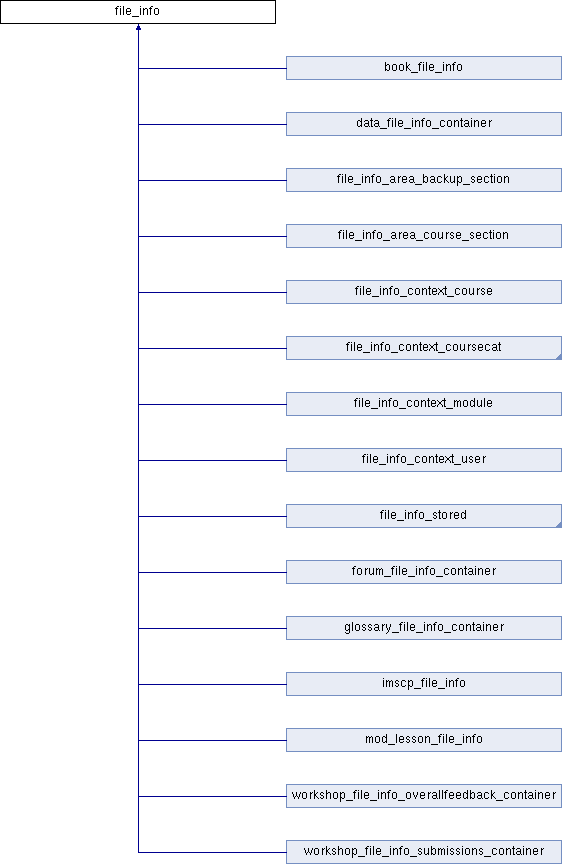 file_info
book_file_info
data_file_info_container
file_info_area_backup_section
file_info_area_course_section
file_info_context_course
file_info_context_coursecat
file_info_context_module
file_info_context_user
file_info_stored
forum_file_info_container
glossary_file_info_container
imscp_file_info
mod_lesson_file_info
workshop_file_info_overallfeedback_container
workshop_file_info_submissions_container